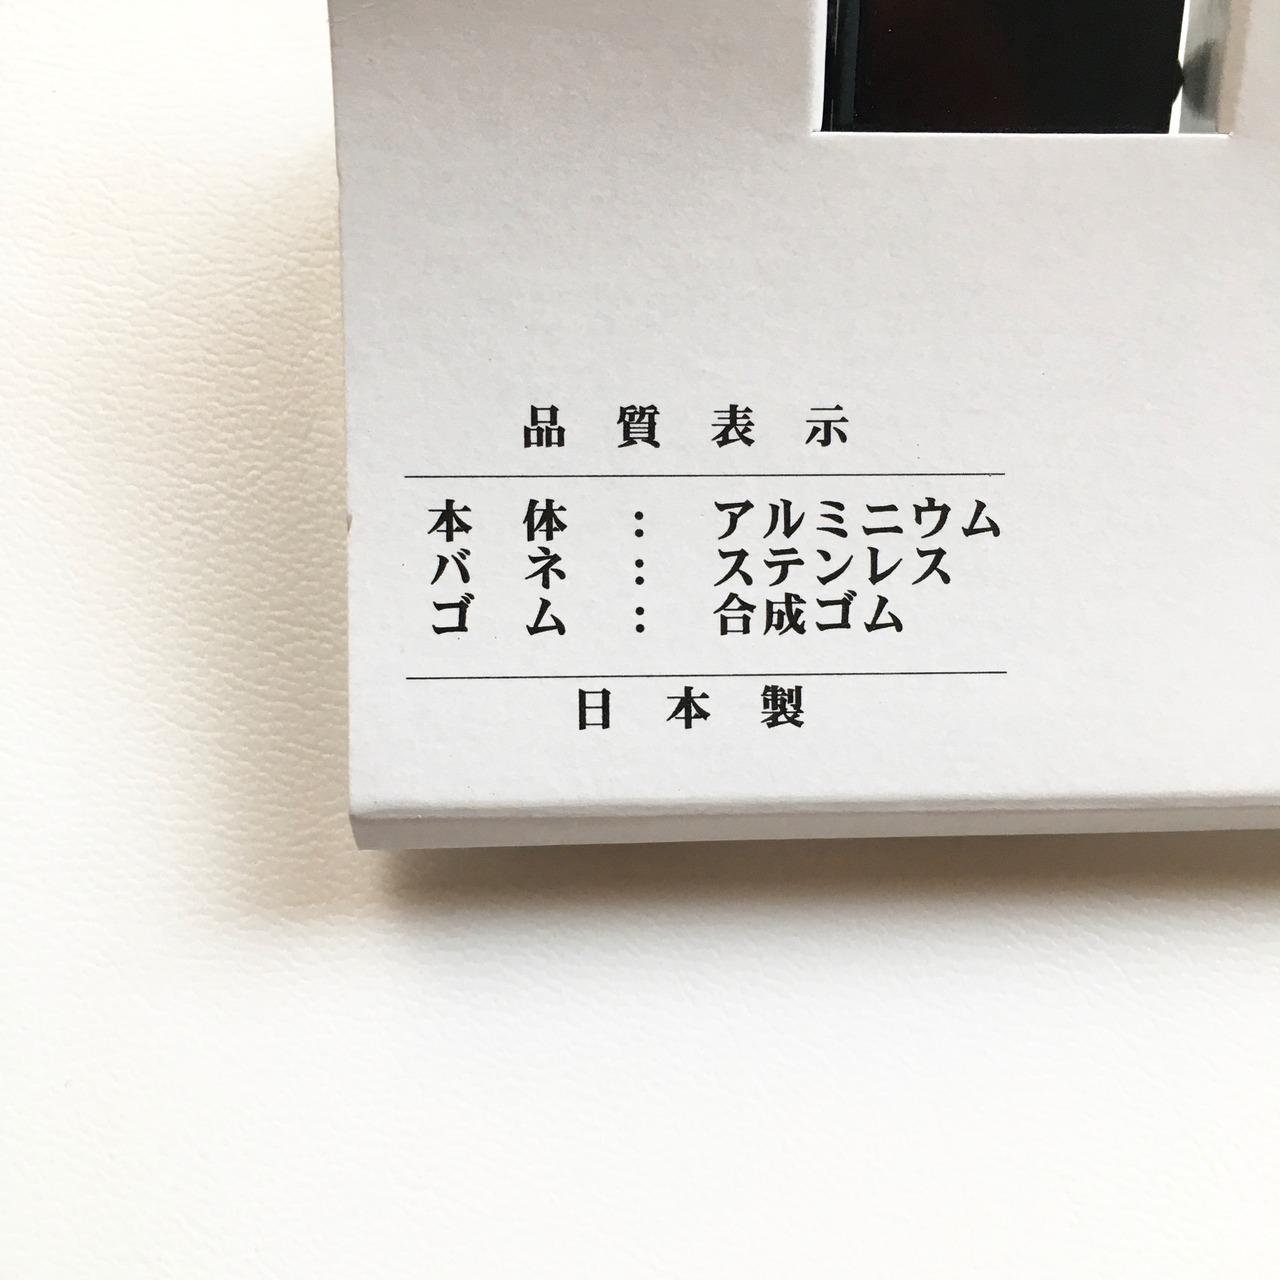 品質表示
本体：アルミニウム
バネ：ステンレス
ゴム：合成ゴム
日本製